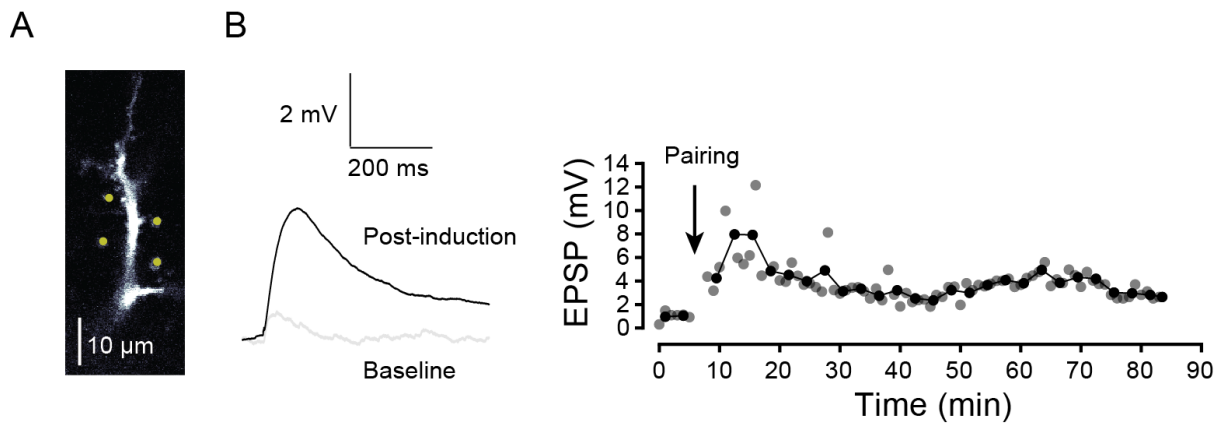 A
B
2 mV
200 ms
Post-induction
Baseline
10 µm
Pairing
EPSP (mV)
14
12
10
8
6
4
2
0
0 10 20 30 40 50 60 70 80 90
Time (min)